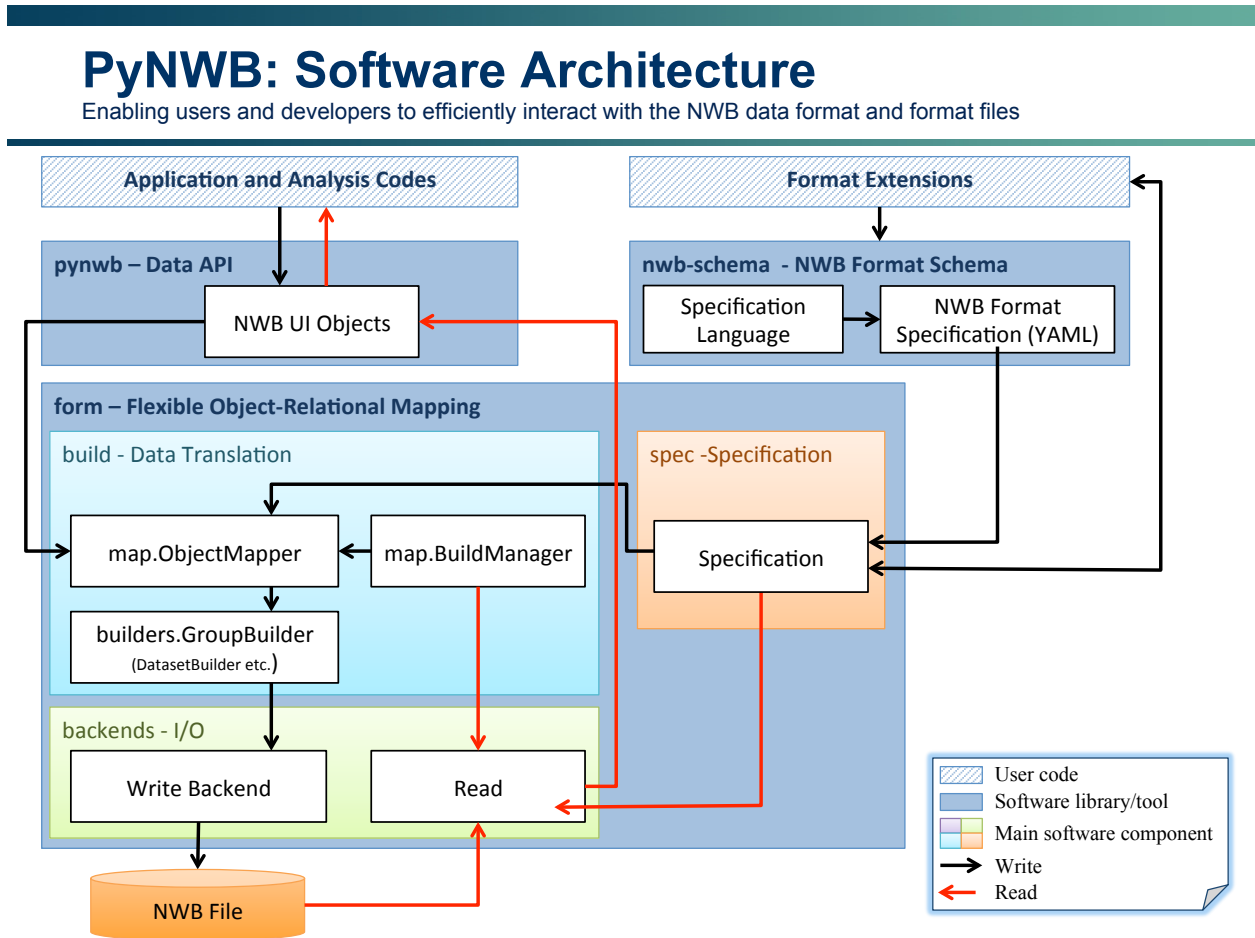 PyNWB: Software Architecture
Enabling users and developers to efficiently interact with the NWB data format and format files
Application and Analysis Codes
Format Extensions
pynwb – Data API
NWB UI Objects
nwb-schema - NWB Format Schema
Specification
Language
NWB Format
Specification (YAML)
form – Flexible Object-Relational Mapping
build - Data Translation
map.ObjectMapper
map.BuildManager
builders.GroupBuilder
(DatasetBuilder etc.)
spec -Specification
Specification
backends - I/O
Write Backend
Read
NWB File
User code
Software library/tool
Main software component
Write
Read